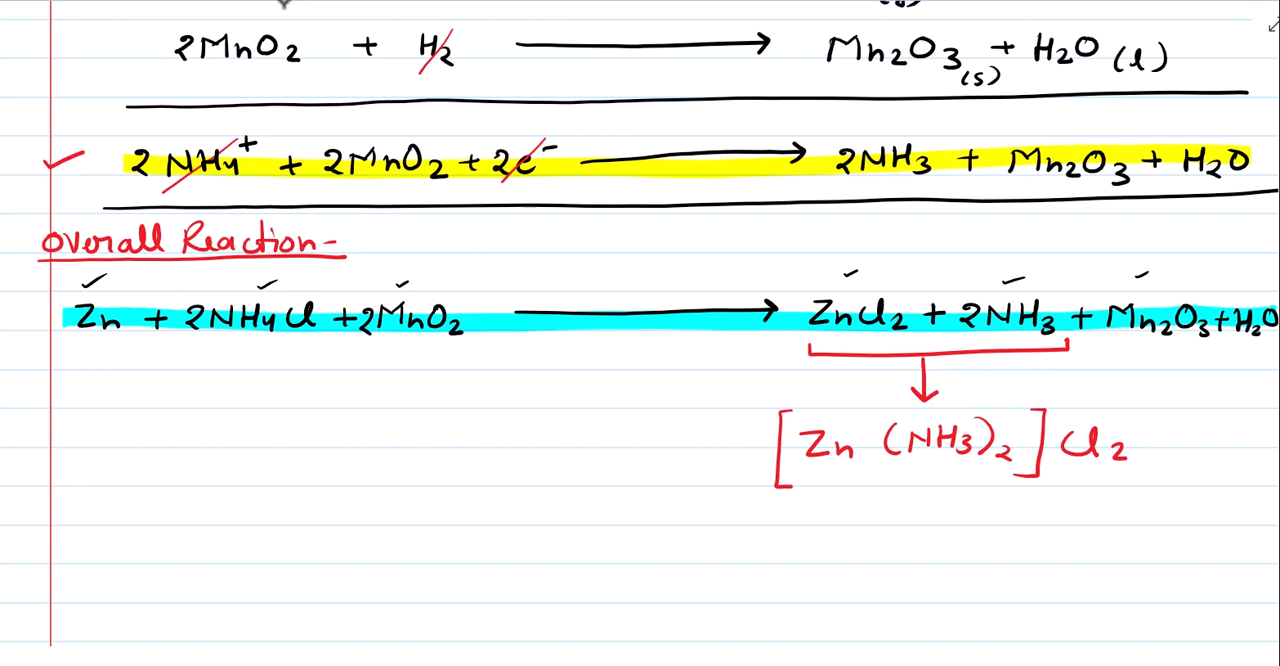 2MnO2 + H2 ⟶ Mn2O3(s) + H2O (l)
2NH4+ + 2MnO2 + 2e- ⟶ 2NH3 + Mn2O3 + H2O
Overall Reaction-
Zn + 2NH4Cl +2MnO2 ⟶ ZnCl2 + 2NH3 + Mn2O3+H2O
[Zn (NH3)2]Cl2